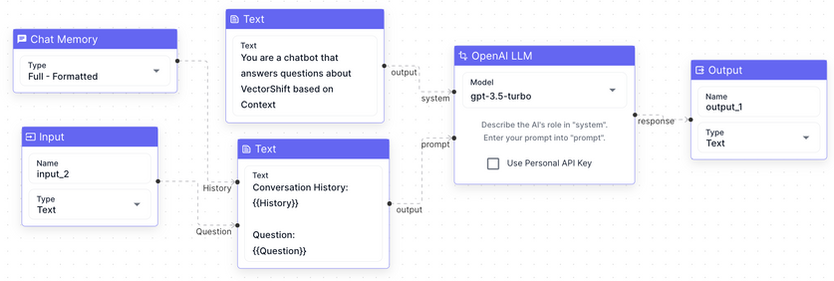 Chat Memory
Type
Full - Formatted
Text
Text
You are a chatbot that
answers questions about
VectorShift based on
Context
output
system
OpenAI LLM
Model
gpt-3.5-turbo
Describe the AI's role in "system".
Enter your prompt into "prompt".
Use Personal API Key
response
Output
Name
output_1
Type
Text
Input
Name
input_2
Type
Text
History
Question
Text
Text
Conversation History:
{{History}}
Question:
{{Question}}
output
prompt